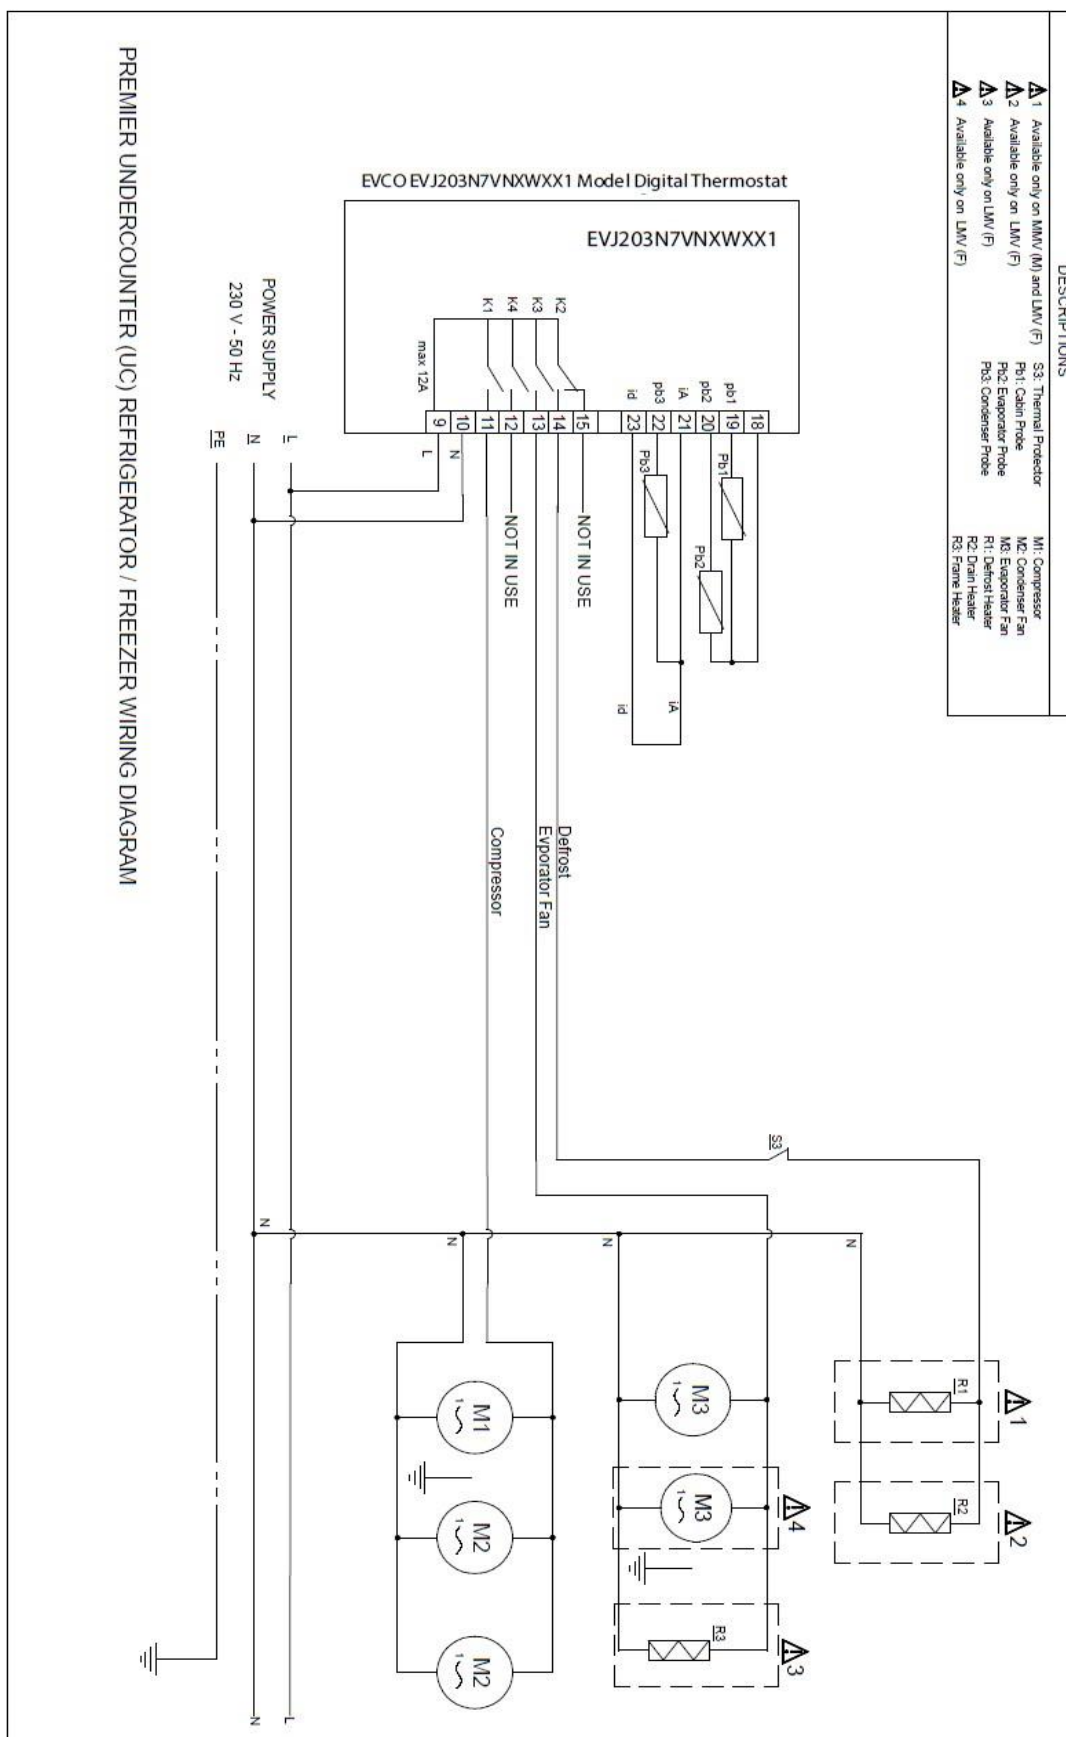 DESCRIPTIONS
1 Available only on MMV (M) and LMV (F)
2 Available only on LMV (F)
3 Available only on LMV (F)
4 Available only on LMV (F)
S3: Thermal Protector
Pb1: Cabin Probe
Pb2: Evaporator Probe
Pb3: Condenser Probe
M1: Compressor
M2: Condenser Fan
M3: Evaporator Fan
R1: Defrost Heater
R2: Drain Heater
R3: Frame Heater
EVCO EVJ203N7VNXWXX1 Model Digital Thermostat
EVJ203N7VNXWXX1
K1
K4
K3
K2
max 12A
id
pb3
iA
pb2
pb1
9
10
11
12
13
14
15
23
22
21
20
19
18
L
N
Pb3
Pb1
Pb2
NOT IN USE
NOT IN USE
id
iA
POWER SUPPLY
230 V - 50 Hz
PE
N
L
Compressor
Evporator Fan
Defrost
S3
N
N
N
N
R1
1
R2
2
M3
1
M3
1
4
R3
3
M1
1
M2
1
M2
1
N
L
PREMIER UNDERCOUNTER (UC) REFRIGERATOR / FREEZER WIRING DIAGRAM